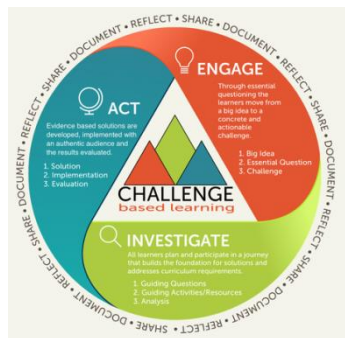 DOCUMENT • REFLECT • SHARE • DOCUMENT • REFLECT • SHARE • DOCUMENT • REFLECT • SHARE • DOCUMENT • REFLECT • SHARE •
ENGAGE
Through essential
questioning the
learners move from
a big idea to a
concrete and
actionable
challenge.
1. Big Idea
2. Essential Question
3. Challenge
ACT
Evidence based solutions are
developed, implemented with
an authentic audience and
the results evaluated.
1. Solution
2. Implementation
3. Evaluation
CHALLENGE
based learning
INVESTIGATE
All learners plan and participate in a journey
that builds the foundation for solutions and
addresses curriculum requirements.
1. Guiding Questions
2. Guiding Activities/Resources
3. Analysis